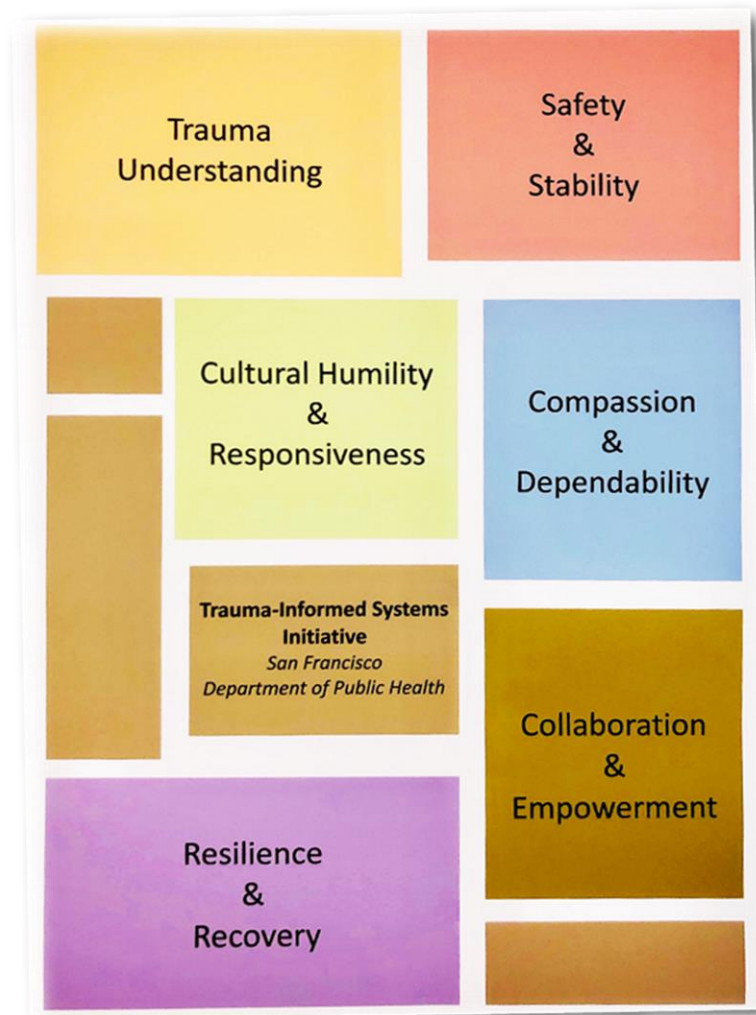 Trauma
Understanding
Safety
&
Stability
Cultural Humility
&
Responsiveness
Compassion
&
Dependability
Trauma-Informed Systems
Initiative
San Francisco
Department of Public Health
Collaboration
&
Empowerment
Resilience
&
Recovery